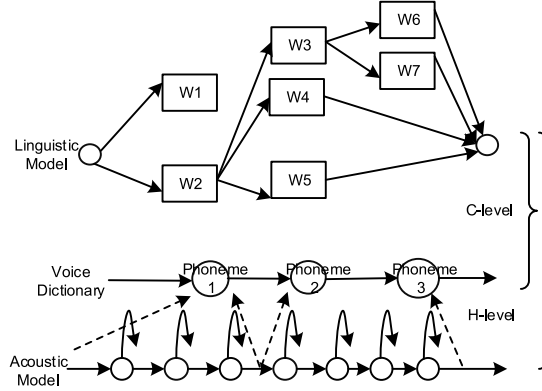 W6
W3
W7
W1
W4
Linguistic
Model
W2
W5
C-level
Voice
Dictionary
Phoneme
1
Phoneme
2
Phoneme
3
H-level
Acoustic
Model